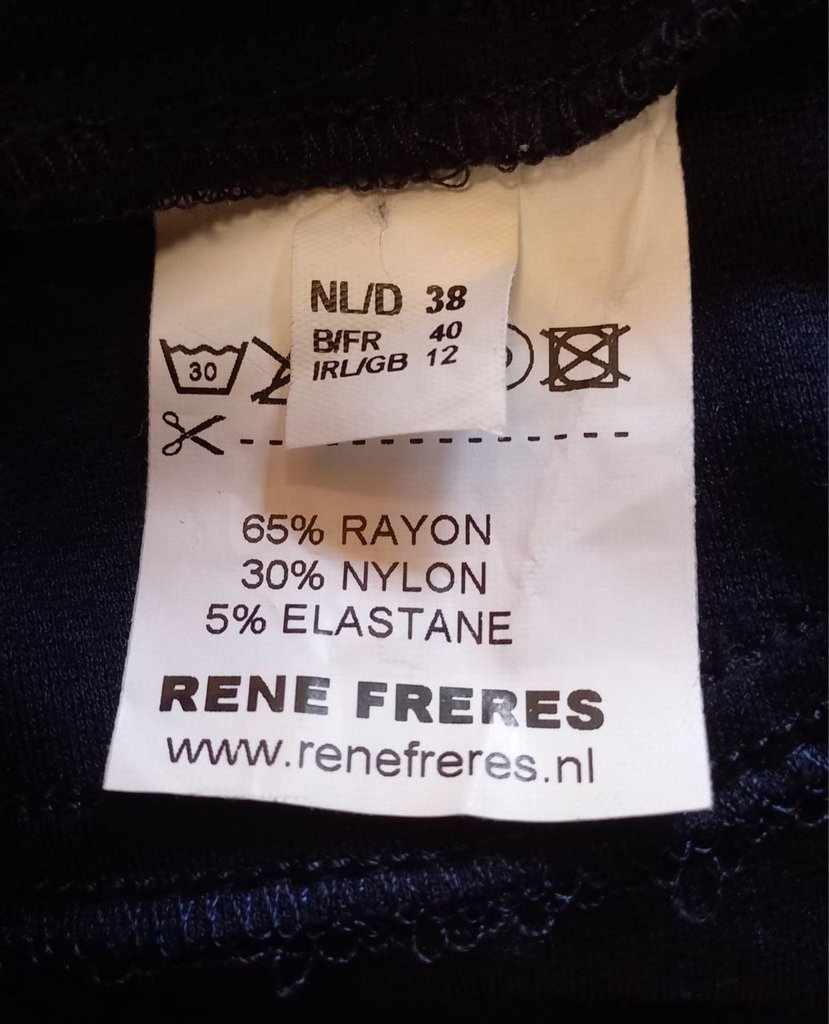 NL/D 38
B/FR 40
IRL/GB 12
30
65% RAYON
30% NYLON
5% ELASTANE
RENE FRERES
www.renefreres.nl